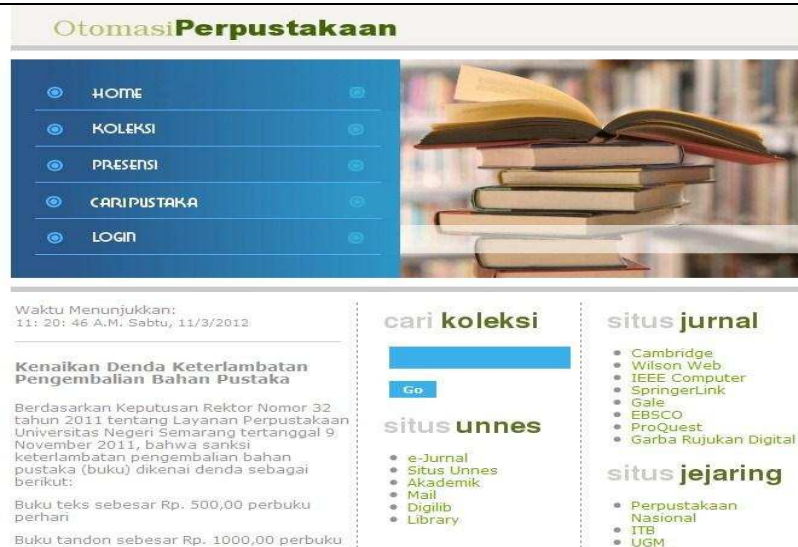 OtomasiPerpustakaan
HOME
KOLEKSI
PRESENSI
CARI PUSTAKA
LOGIN
Waktu Menunjukkan:
11: 20: 46 A.M. Sabtu, 11/3/2012
Kenaikan Denda Keterlambatan
Pengembalian Bahan Pustaka
Berdasarkan Keputusan Rektor Nomor 32
tahun 2011 tentang Layanan Perpustakaan
Universitas Negeri Semarang tertanggal 9
November 2011, bahwa sanksi
keterlambatan pengembalian bahan
pustaka (buku) dikenai denda sebagai
berikut:
Buku teks sebesar Rp. 500,00 perbuku
perhari
Buku tandon sebesar Rp. 1000,00 perbuku
cari koleksi
Go
situs unnes
e-Jurnal
Situs Unnes
Akademik
Mail
Digilib
Library
situs jurnal
Cambridge
Wilson Web
IEEE Computer
SpringerLink
Gale
EBSCO
ProQuest
Garba Rujukan Digital
situs jejaring
Perpustakaan
Nasional
ITB
UGM